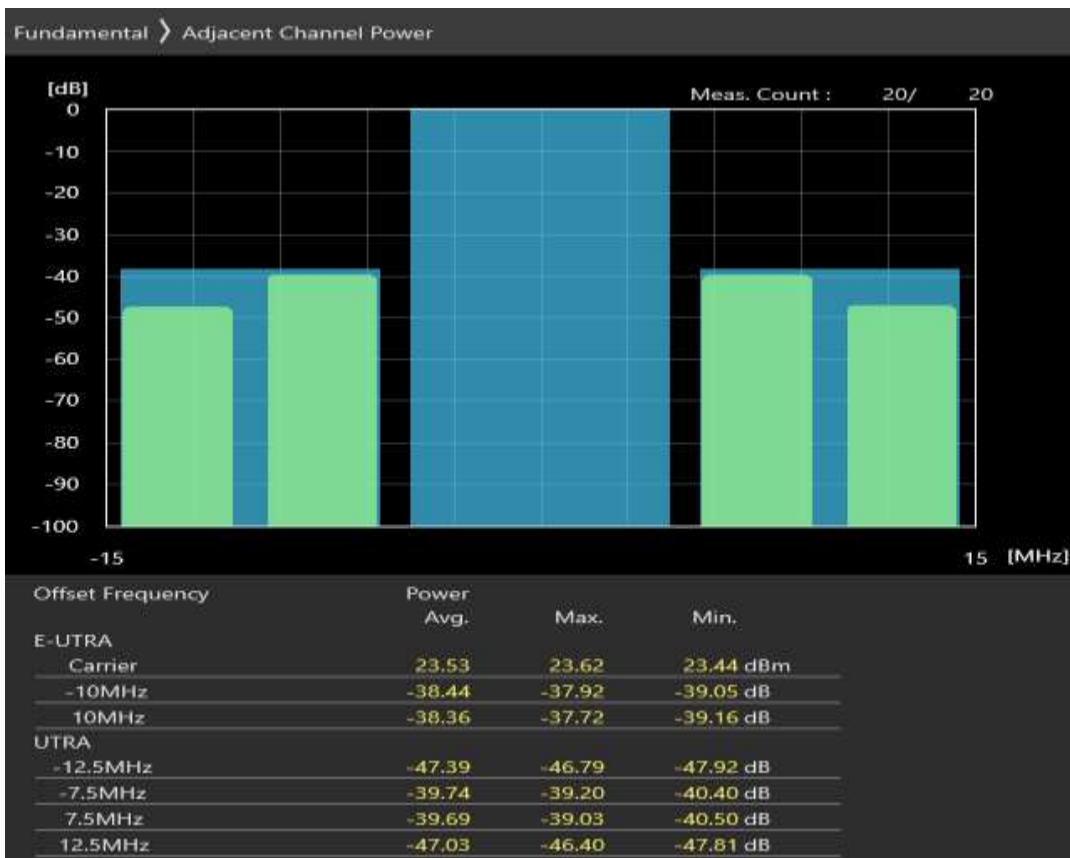 Fundamental ❯ Adjacent Channel Power
[dB]
Meas. Count : 20/ 20
0
-10
-20
-30
-40
-50
-60
-70
-80
-90
-100
-15 15 [MHz]
Offset Frequency Power
Avg. Max. Min.
E-UTRA
Carrier 23.53 23.62 23.44 dBm
-10MHz -38.44 -37.92 -39.05 dB
10MHz -38.36 -37.72 -39.16 dB
UTRA
-12.5MHz -47.39 -46.79 -47.92 dB
-7.5MHz -39.74 -39.20 -40.40 dB
7.5MHz -39.69 -39.03 -40.50 dB
12.5MHz -47.03 -46.40 -47.81 dB